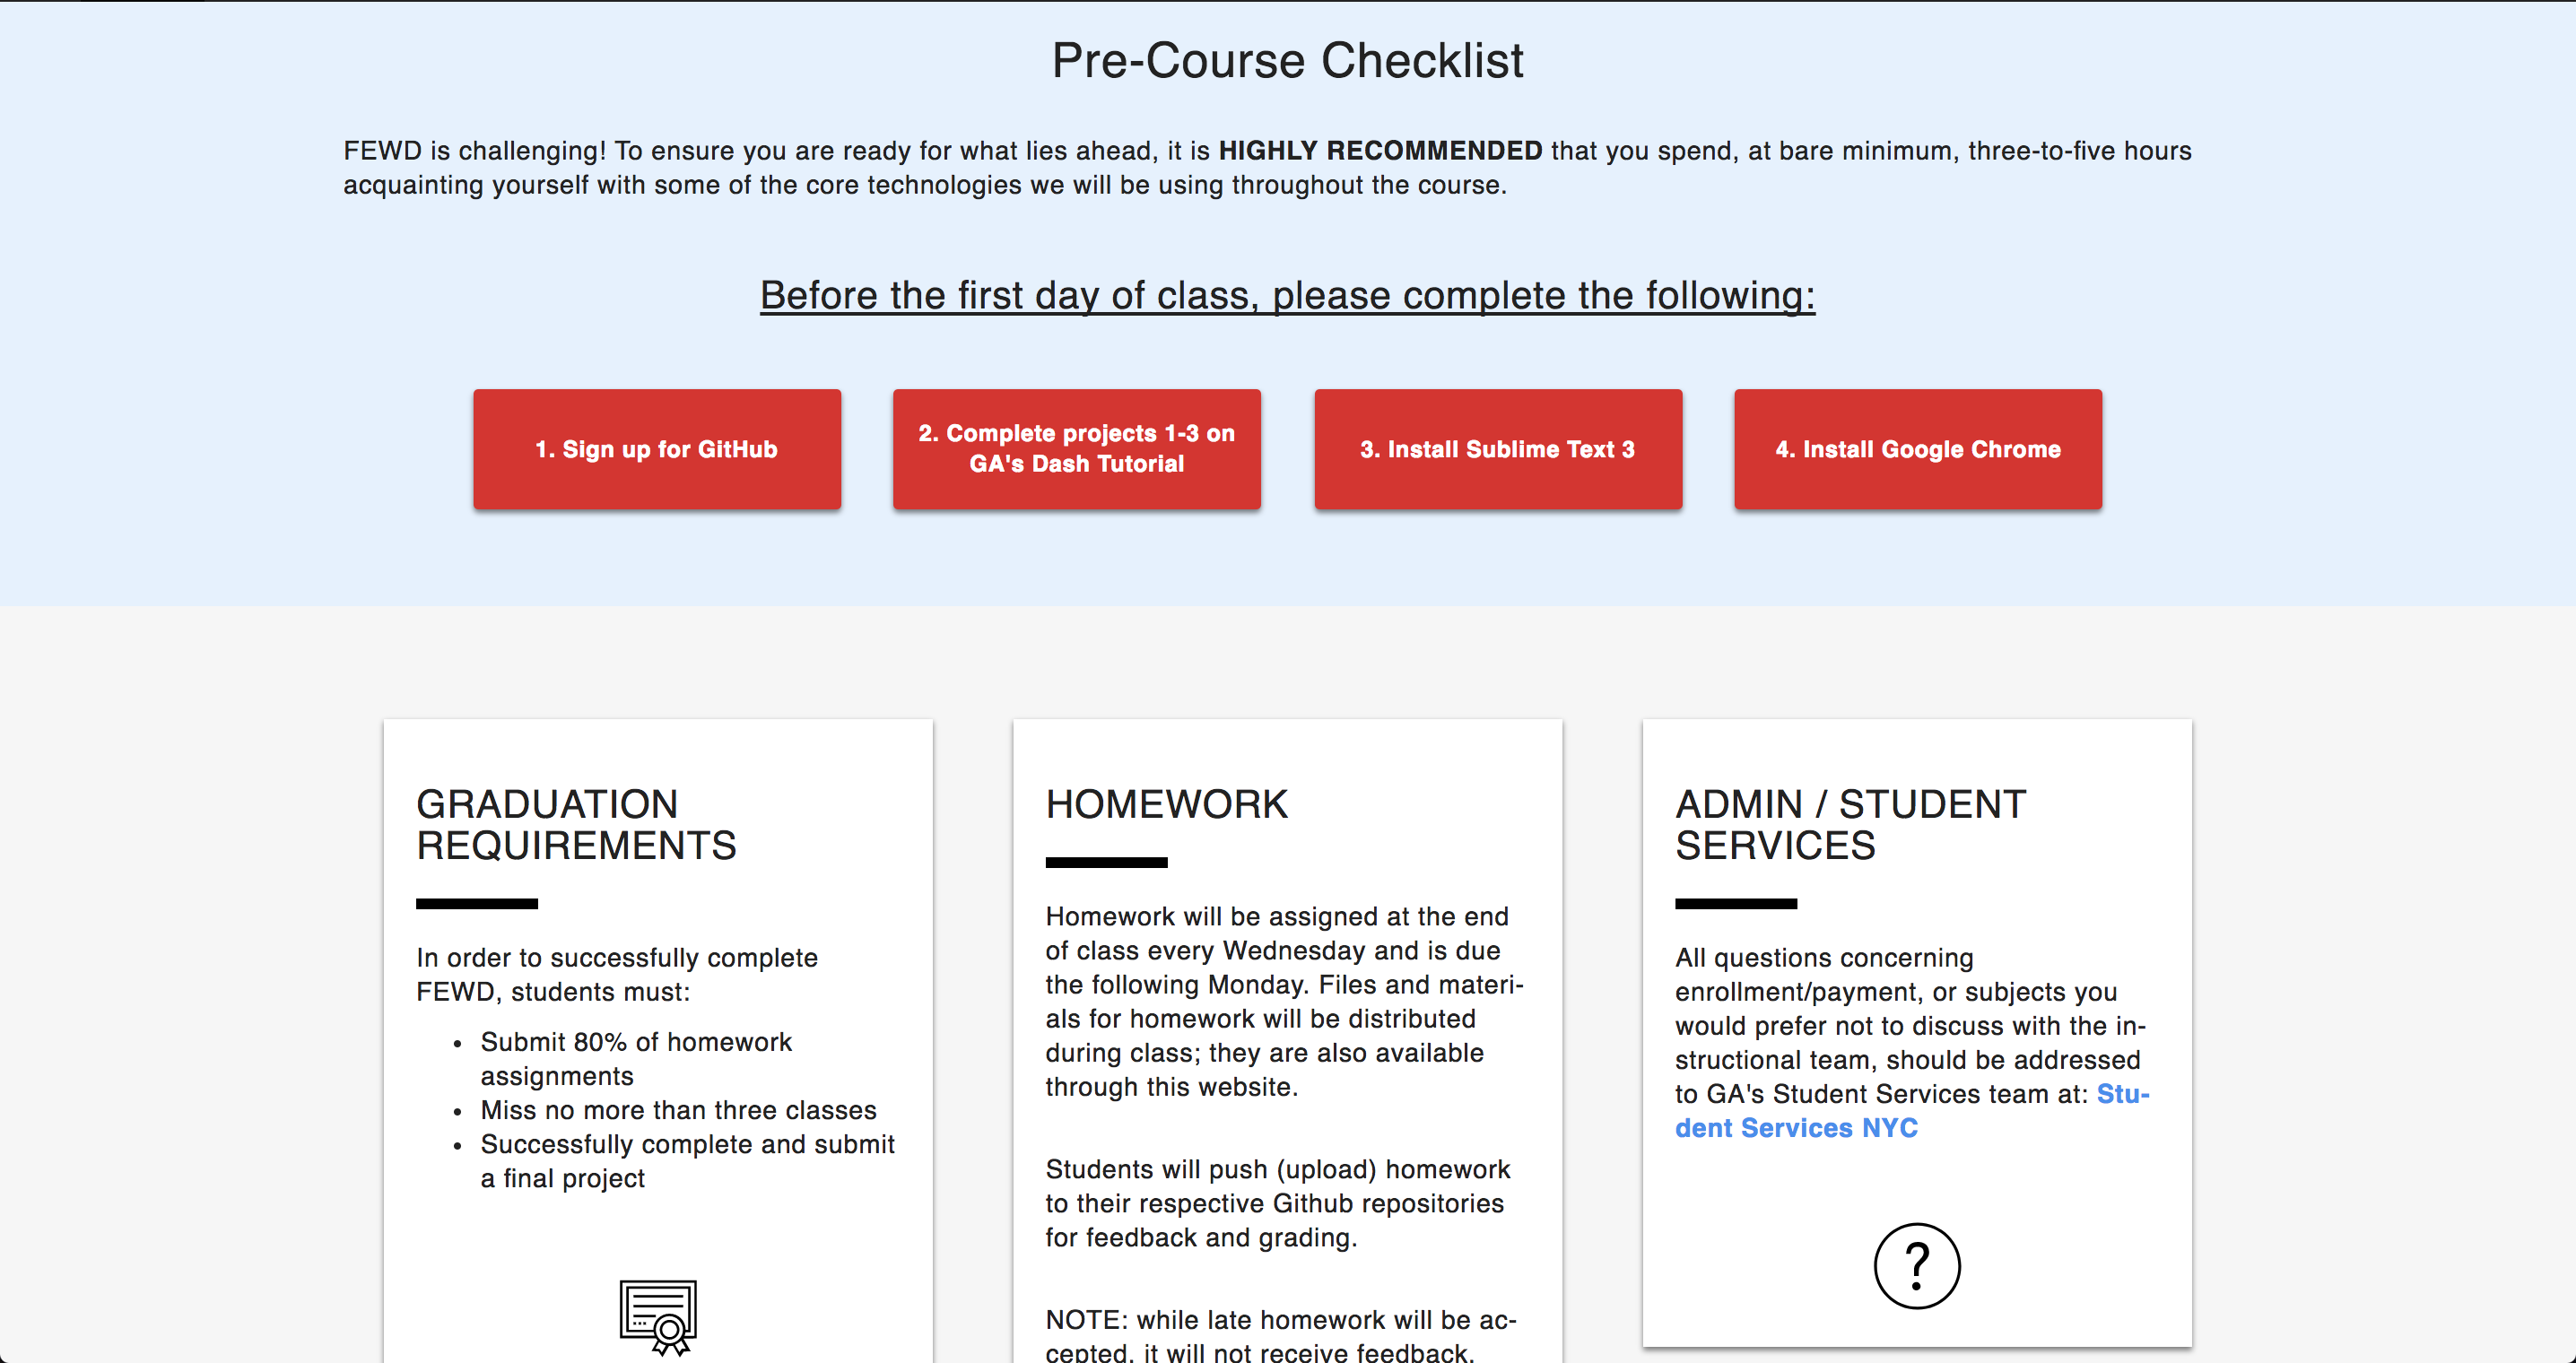 Pre-Course Checklist
FEWD is challenging! To ensure you are ready for what lies ahead, it is HIGHLY RECOMMENDED that you spend, at bare minimum, three-to-five hours
acquainting yourself with some of the core technologies we will be using throughout the course.
Before the first day of class, please complete the following:
1. Sign up for GitHub
2. Complete projects 1-3 on
GA's Dash Tutorial
3. Install Sublime Text 3
4. Install Google Chrome
GRADUATION
REQUIREMENTS
In order to successfully complete
FEWD, students must:
• Submit 80% of homework
assignments
• Miss no more than three classes
• Successfully complete and submit
a final project
HOMEWORK
Homework will be assigned at the end
of class every Wednesday and is due
the following Monday. Files and materi-
als for homework will be distributed
during class; they are also available
through this website.
Students will push (upload) homework
to their respective Github repositories
for feedback and grading.
NOTE: while late homework will be ac-
cepted, it will not receive feedback.
ADMIN / STUDENT
SERVICES
All questions concerning
enrollment/payment, or subjects you
would prefer not to discuss with the in-
structional team, should be addressed
to GA's Student Services team at: Stu-
dent Services NYC
?